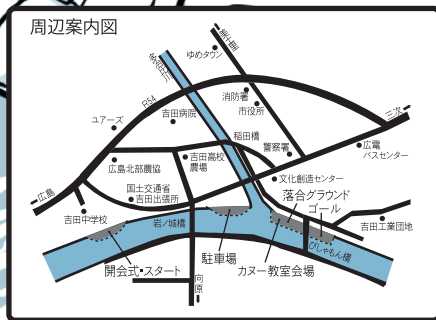 周辺案内図
ゆめタウン
消防署
市役所
R54
吉田病院
ユアーズ
稲田橋
三次
広電
バスセンター
警察署
吉田高校
農場
広島北部農協
文化創造センター
国土交通省
吉田出張所
広島
吉田中学校
岩ノ城橋
落合グラウンド
ゴール
吉田工業団地
びしゃもん橋
駐車場
カヌー教室会場
開会式・スタート
向原